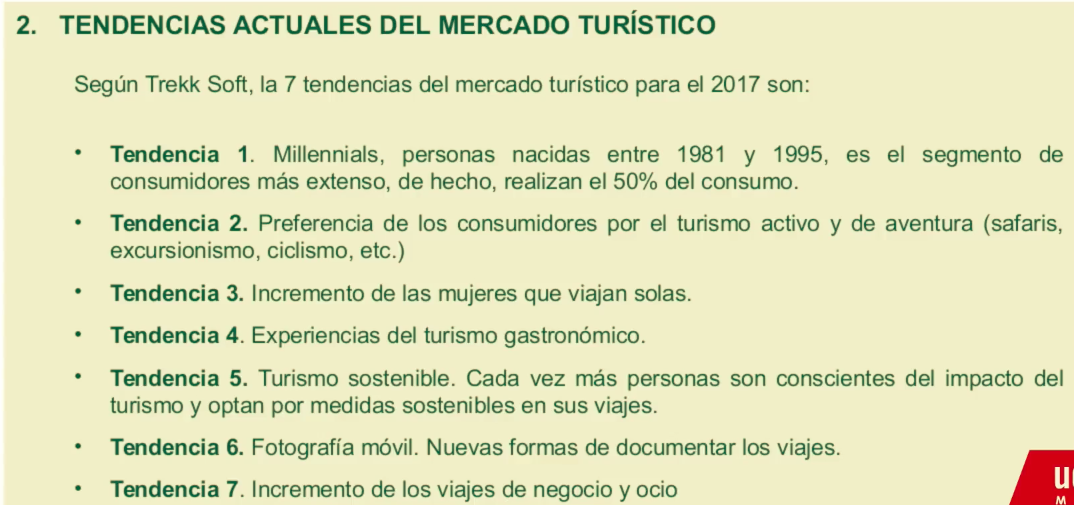 2. TENDENCIAS ACTUALES DEL MERCADO TURÍSTICO
Según Trekk Soft, la 7 tendencias del mercado turístico para el 2017 son:
• Tendencia 1. Millennials, personas nacidas entre 1981 y 1995, es el segmento de
consumidores más extenso, de hecho, realizan el 50% del consumo.
• Tendencia 2. Preferencia de los consumidores por el turismo activo y de aventura (safaris,
excursionismo, ciclismo, etc.)
• Tendencia 3. Incremento de las mujeres que viajan solas.
• Tendencia 4. Experiencias del turismo gastronómico.
• Tendencia 5. Turismo sostenible. Cada vez más personas son conscientes del impacto del
turismo y optan por medidas sostenibles en sus viajes.
• Tendencia 6. Fotografía móvil. Nuevas formas de documentar los viajes.
• Tendencia 7. Incremento de los viajes de negocio y ocio